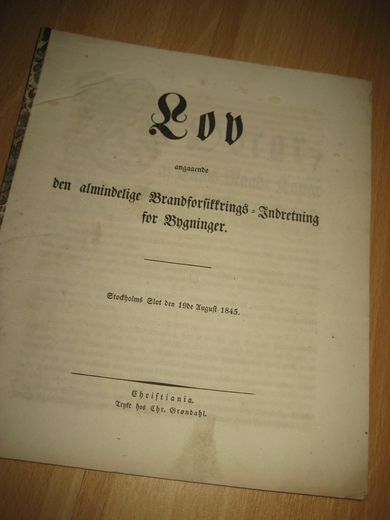 Lov
angaaende
den almindelige Brandforsikkrings-Indretning
for Bygninger.
Stockholms Slot den 19de August 1845.
Christiania.
Trykt hos Chr. Grøndahl.